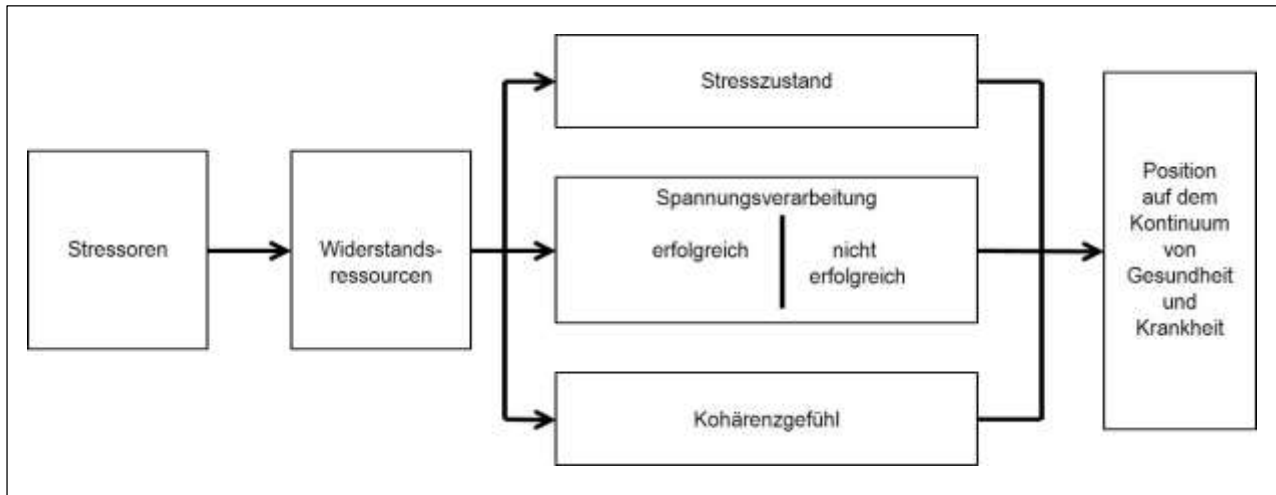 Stressoren
Widerstands-
ressourcen
Stresszustand
Spannungsverarbeitung
erfolgreich
nicht
erfolgreich
Kohärenzgefühl
Position
auf dem
Kontinuum
von
Gesundheit
und
Krankheit